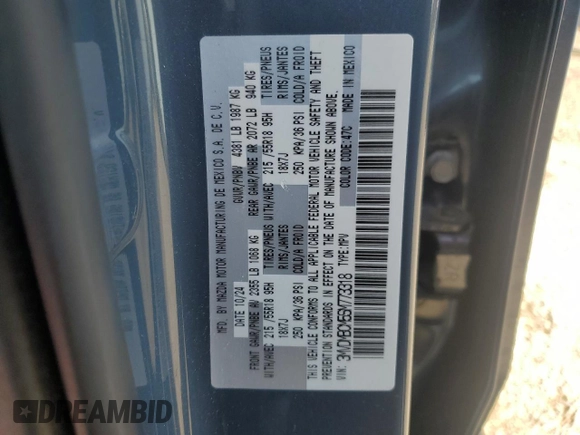 MFD. BY MAZDA MOTOR MANUFACTURING DE MEXICO S.A. DE C.V.
DATE 10/24 GVWR/PNBV 4381 LB 1987 KG
FRONT GAWR/PNBE AV 2355 LB 1068 KG REAR GAWR/PNBE AR 2072 LB 940 KG
WITH/AVEC 215 /55R18 95H TIRES/PNEUS WITH/AVEC 215 /55R18 95H TIRES/PNEUS
18X7J RIMS/JANTES 18X7J RIMS/JANTES
250 KPA/36 PSI COLD/A FROID 250 KPA/36 PSI COLD/A FROID
THIS VEHICLE CONFORMS TO ALL APPLICABLE FEDERAL MOTOR VEHICLE SAFETY AND THEFT
PREVENTION STANDARDS IN EFFECT ON THE DATE OF MANUFACTURE SHOWN ABOVE.
VIN: TYPE:MPV COLOR CODE:47C MADE IN MEXICO
AUTOBIDMASTER